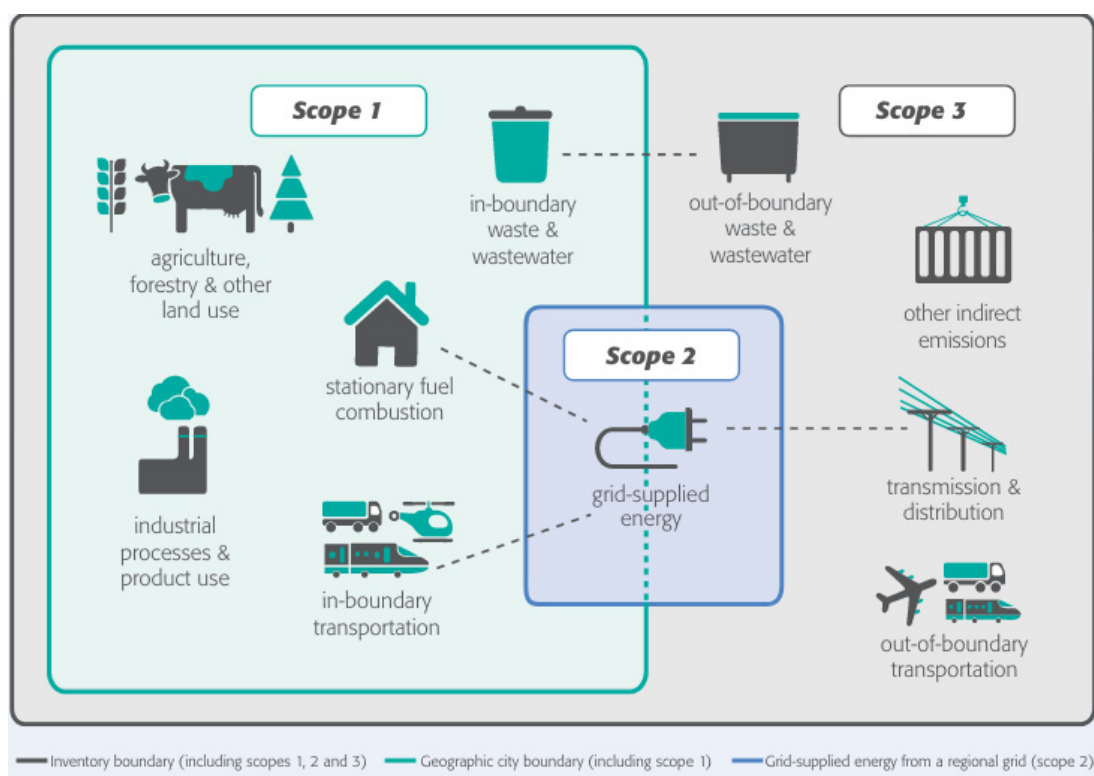 Scope 1
Scope 3
in-boundary
waste &
wastewater
out-of-boundary
waste &
wastewater
agriculture,
forestry & other
land use
other indirect
emissions
Scope 2
stationary fuel
combustion
grid-supplied
energy
transmission &
distribution
industrial
processes &
product use
in-boundary
transportation
out-of-boundary
transportation
Inventory boundary (including scopes 1, 2 and 3)
Geographic city boundary (including scope 1)
Grid-supplied energy from a regional grid (scope 2)